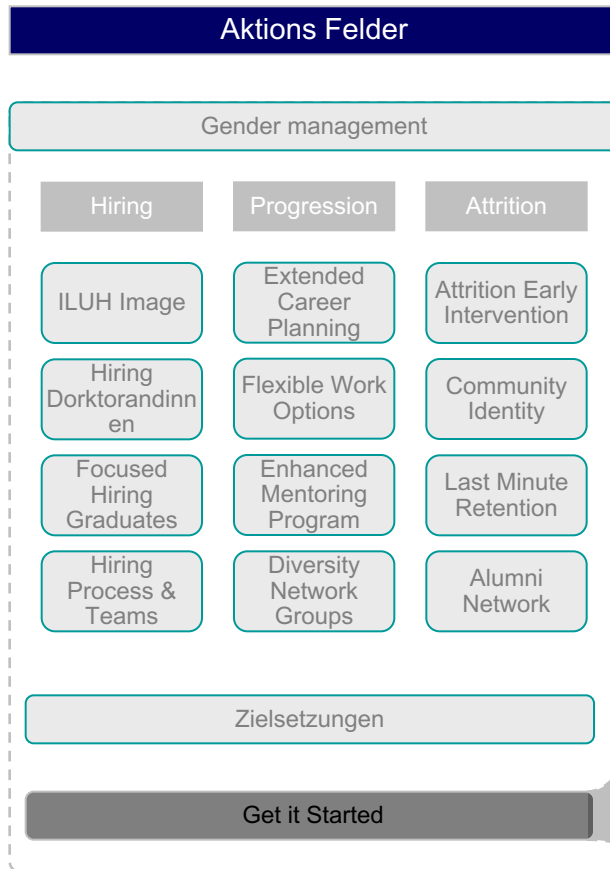 Aktions Felder
Gender management
Hiring
Progression
Attrition
ILUH Image
Extended
Career
Planning
Attrition Early
Intervention
Hiring
Dorktorandinn
en
Flexible Work
Options
Community
Identity
Focused
Hiring
Graduates
Enhanced
Mentoring
Program
Last Minute
Retention
Hiring
Process &
Teams
Diversity
Network
Groups
Alumni
Network
Zielsetzungen
Get it Started